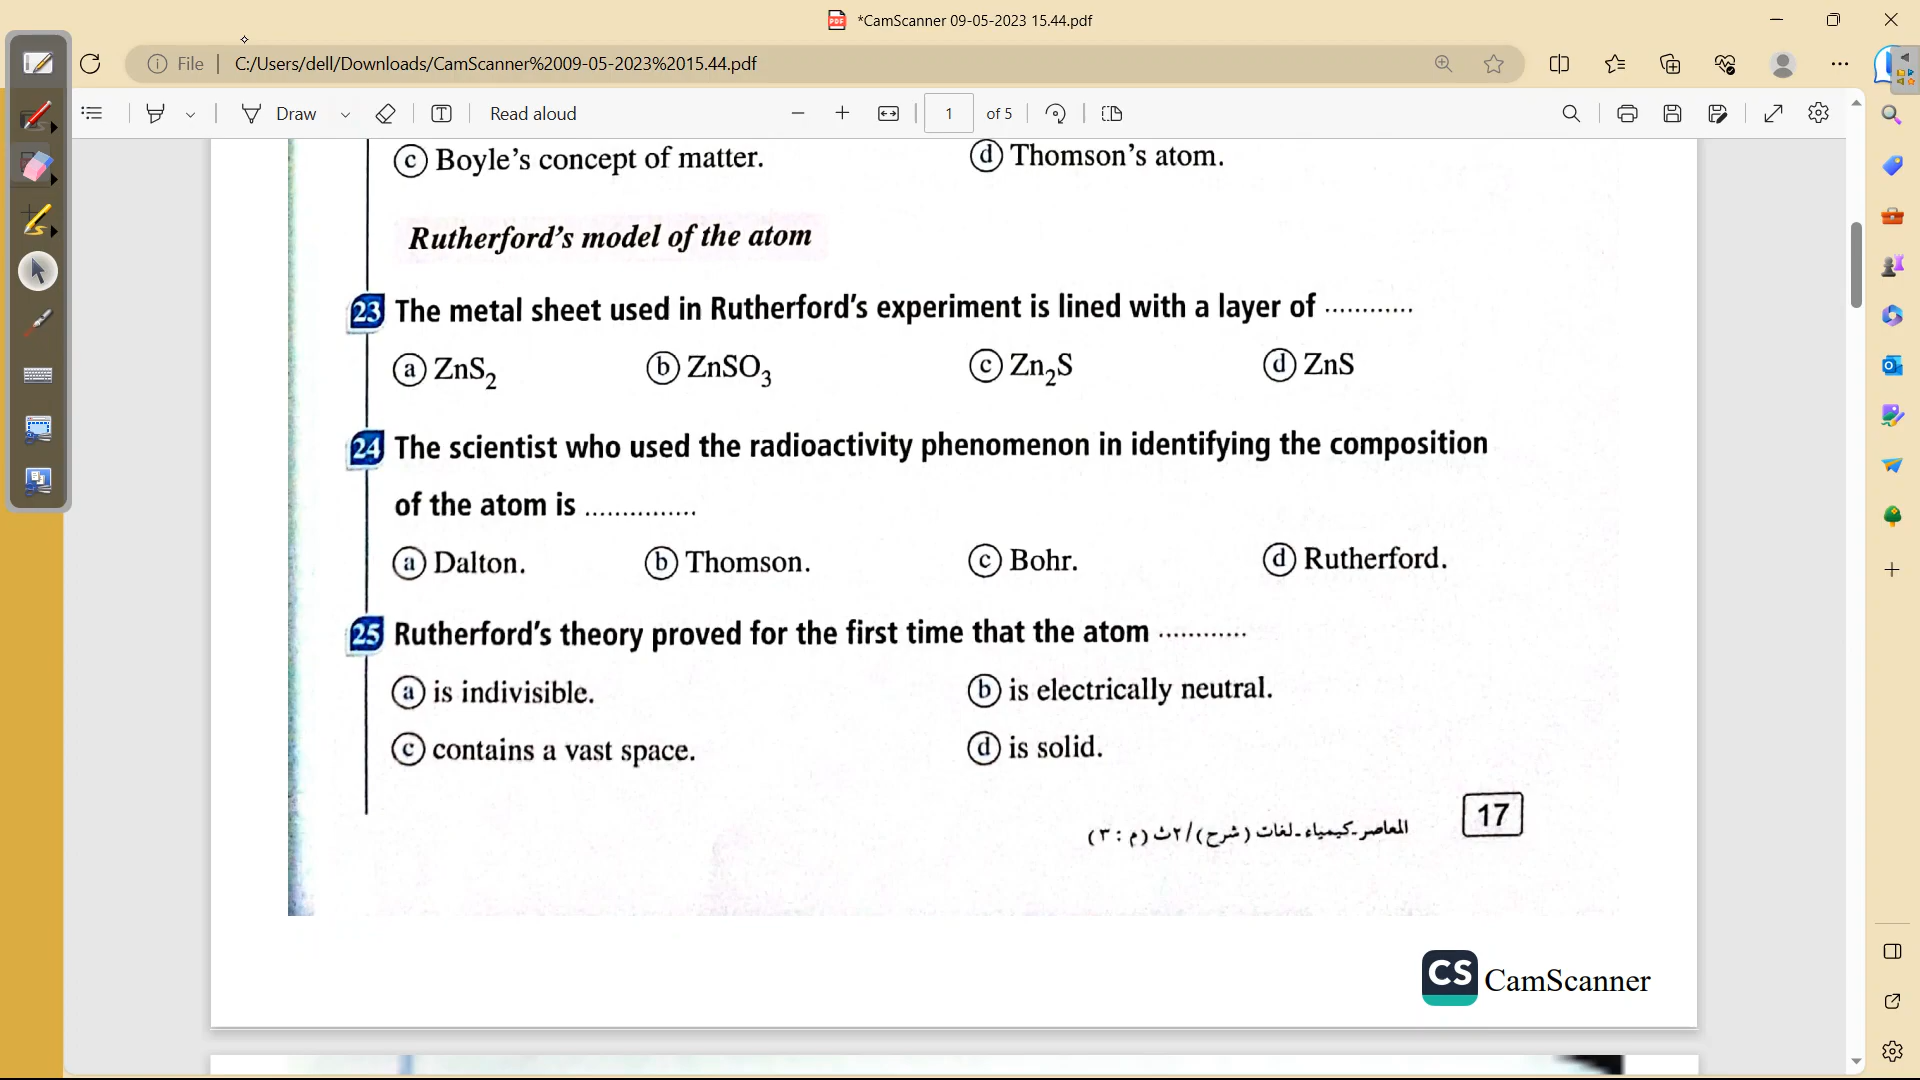 *CamScanner 09-05-2023 15.44.pdf
File C:/Users/dell/Downloads/CamScanner%2009-05-2023%2015.44.pdf
Draw Read aloud 1 of 5
c Boyle's concept of matter. d Thomson's atom.
Rutherford's model of the atom
23 The metal sheet used in Rutherford's experiment is lined with a layer of ............
a ZnS₂ b ZnSO₃ c Zn₂S d ZnS
24 The scientist who used the radioactivity phenomenon in identifying the composition
of the atom is ...............
a Dalton. b Thomson. c Bohr. d Rutherford.
25 Rutherford's theory proved for the first time that the atom ............
a is indivisible. b is electrically neutral.
c contains a vast space. d is solid.
المعاصر ـ كيمياء ـ لغات (شرح) / ٢ث (م : ٣) 17
CS CamScanner